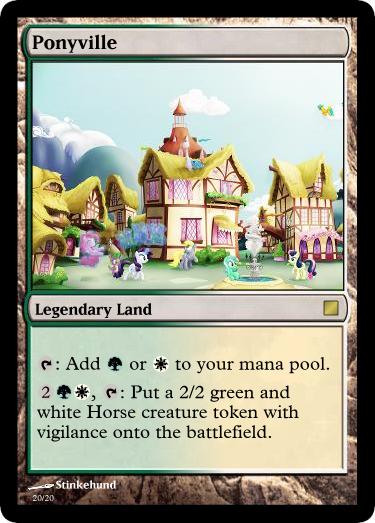 Ponyville
Legendary Land
: Add or to your mana pool.
2 , : Put a 2/2 green and
white Horse creature token with
vigilance onto the battlefield.
Stinkehund
20/20